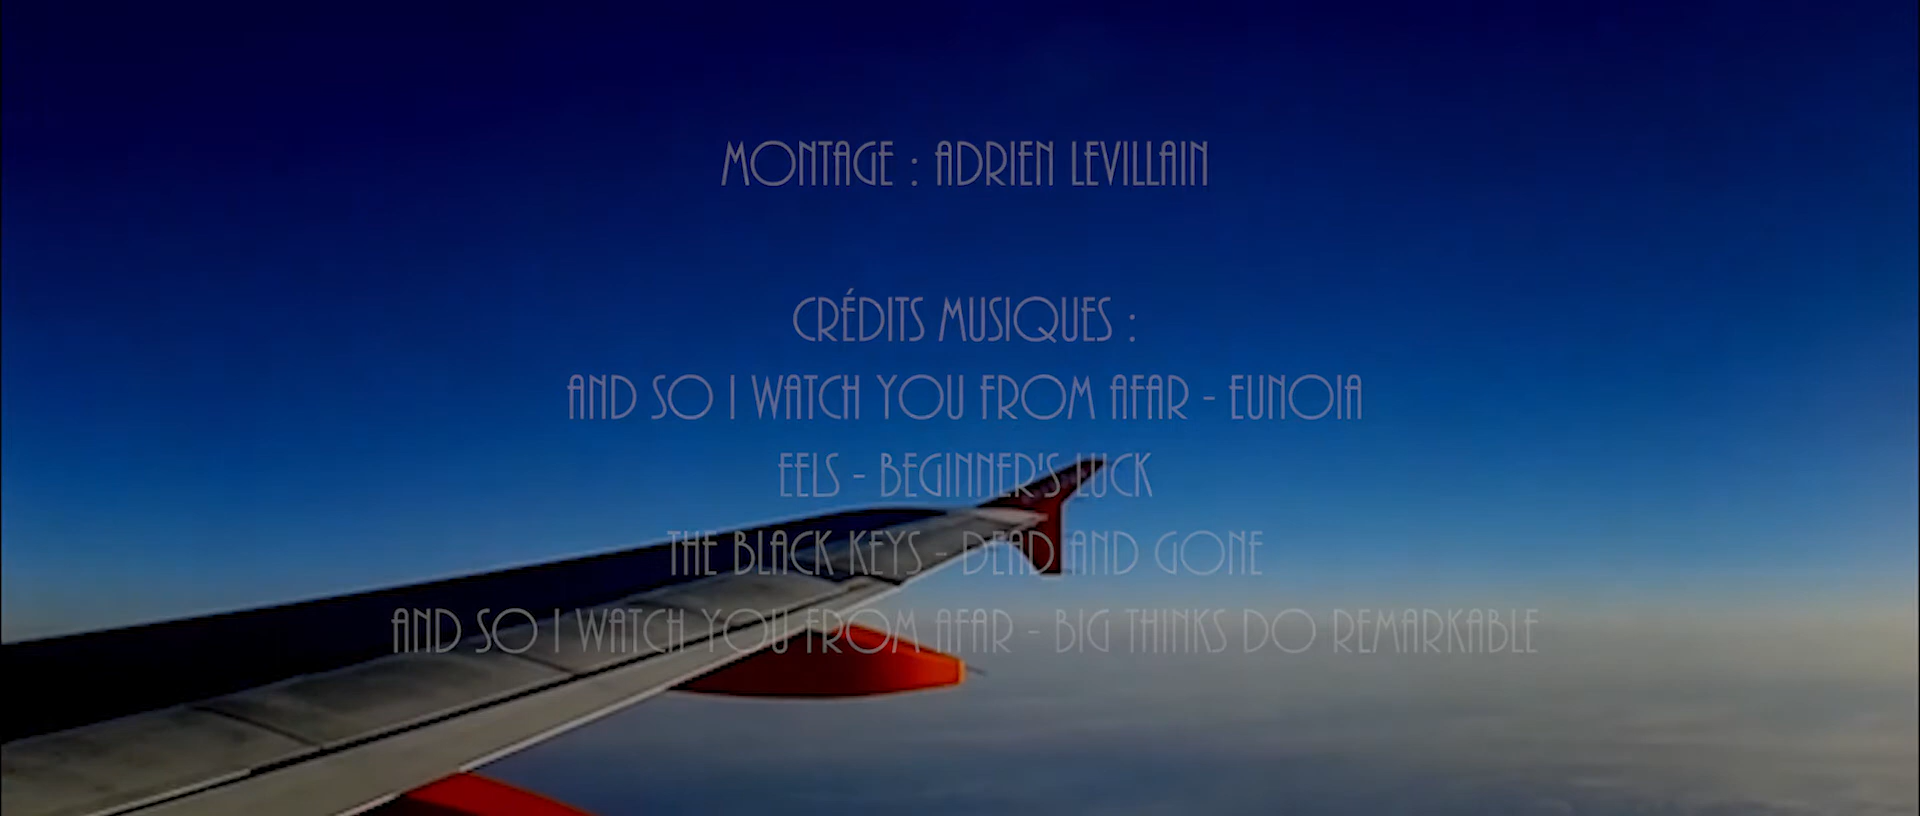 MONTAGE : ADRIEN LEVILLAIN
CRÉDITS MUSIQUES :
AND SO I WATCH YOU FROM AFAR - EUNOIA
EELS - BEGINNER'S LUCK
THE BLACK KEYS - DEAD AND GONE
AND SO I WATCH YOU FROM AFAR - BIG THINKS DO REMARKABLE